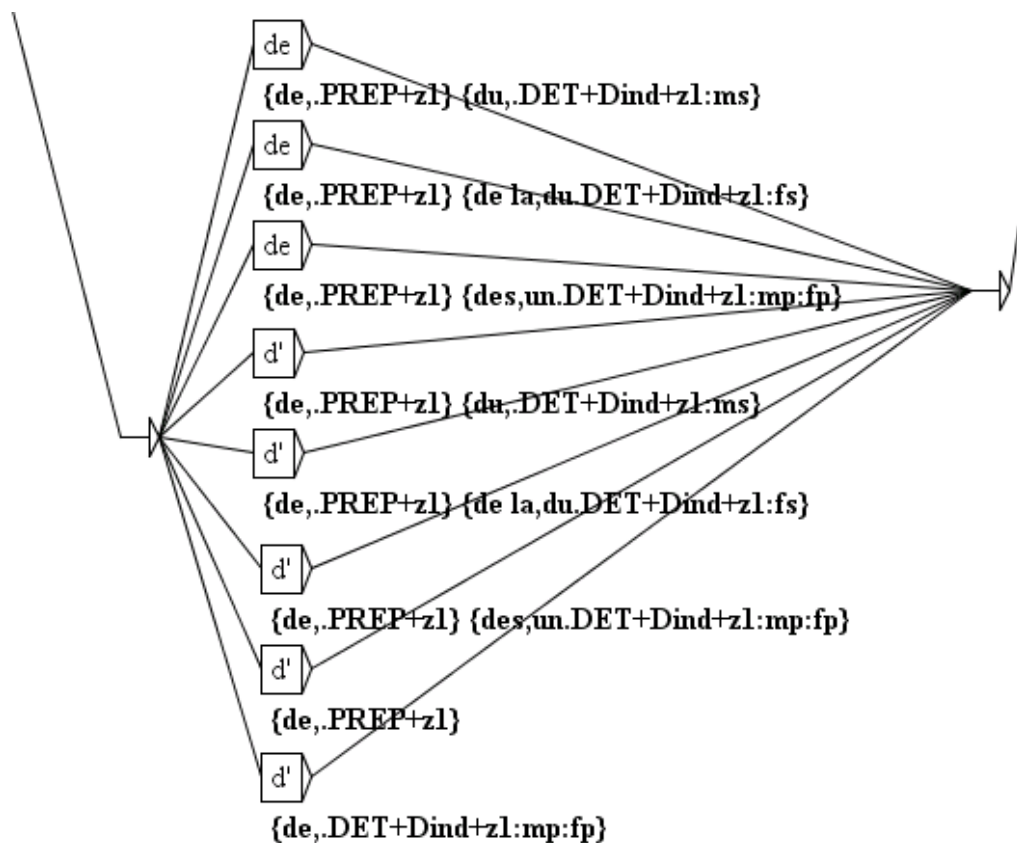 de
{de,.PREP+z1} {du,.DET+Dind+z1:ms}
de
{de,.PREP+z1} {de la,du.DET+Dind+z1:fs}
de
{de,.PREP+z1} {des,un.DET+Dind+z1:mp:fp}
d'
{de,.PREP+z1} {du,.DET+Dind+z1:ms}
d'
{de,.PREP+z1} {de la,du.DET+Dind+z1:fs}
d'
{de,.PREP+z1} {des,un.DET+Dind+z1:mp:fp}
d'
{de,.PREP+z1}
d'
{de,.DET+Dind+z1:mp:fp}